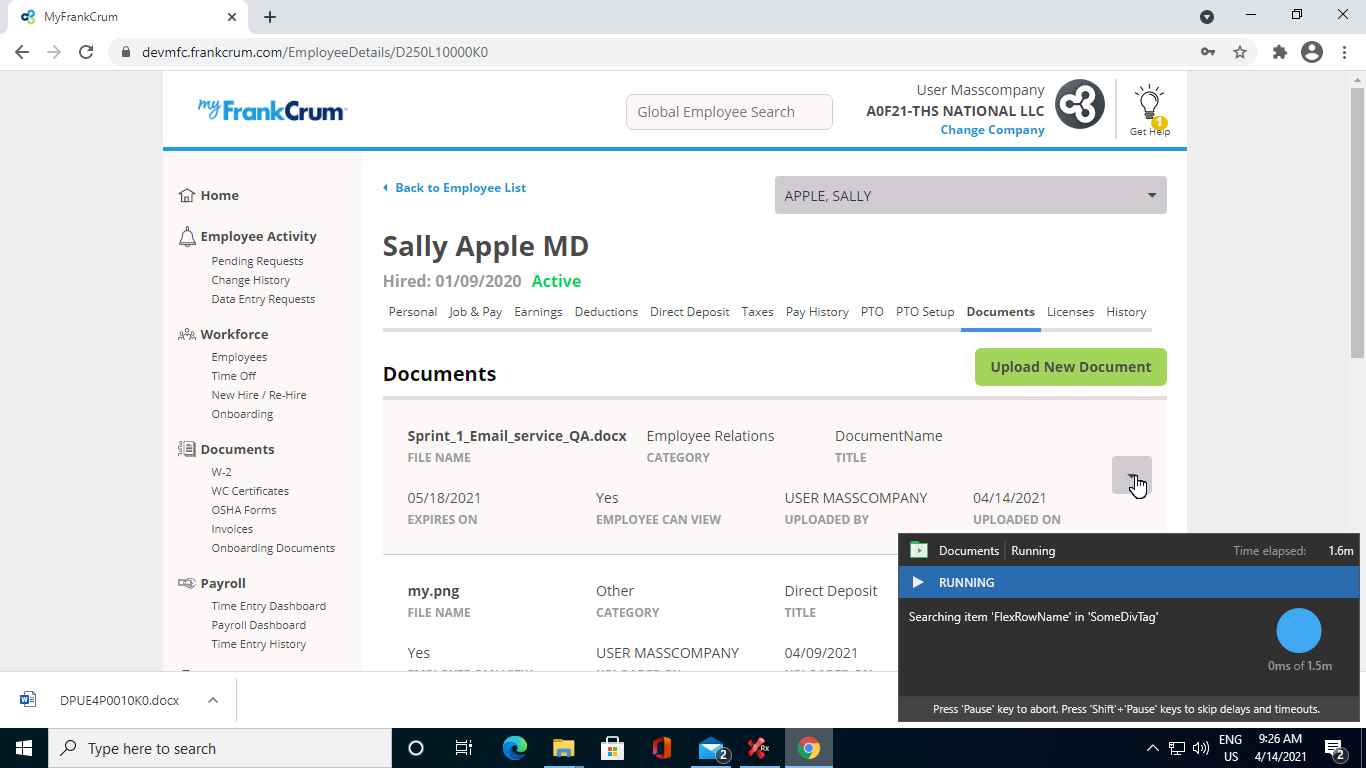 MyFrankCrum
devmfc.frankcrum.com/EmployeeDetails/D250L10000K0
myFrankCrum
Global Employee Search
User Masscompany
A0F21-THS NATIONAL LLC
Change Company
1
Get Help
Home
Employee Activity
Pending Requests
Change History
Data Entry Requests
Workforce
Employees
Time Off
New Hire / Re-Hire
Onboarding
Documents
W-2
WC Certificates
OSHA Forms
Invoices
Onboarding Documents
Payroll
Time Entry Dashboard
Payroll Dashboard
Time Entry History
Back to Employee List
APPLE, SALLY
Sally Apple MD
Hired: 01/09/2020 Active
Personal Job & Pay Earnings Deductions Direct Deposit Taxes Pay History PTO PTO Setup Documents Licenses History
Documents
Upload New Document
Sprint_1_Email_service_QA.docx Employee Relations DocumentName
FILE NAME CATEGORY TITLE
05/18/2021 Yes USER MASSCOMPANY 04/14/2021
EXPIRES ON EMPLOYEE CAN VIEW UPLOADED BY UPLOADED ON
my.png Other Direct Deposit
FILE NAME CATEGORY TITLE
Yes USER MASSCOMPANY 04/09/2021
Documents Running Time elapsed: 1.6m
RUNNING
Searching item 'FlexRowName' in 'SomeDivTag'
0ms of 1.5m
Press 'Pause' key to abort. Press 'Shift'+'Pause' keys to skip delays and timeouts.
DPUE4P0010K0.docx
Type here to search
2
Rx
ENG
US
9:26 AM
4/14/2021
2